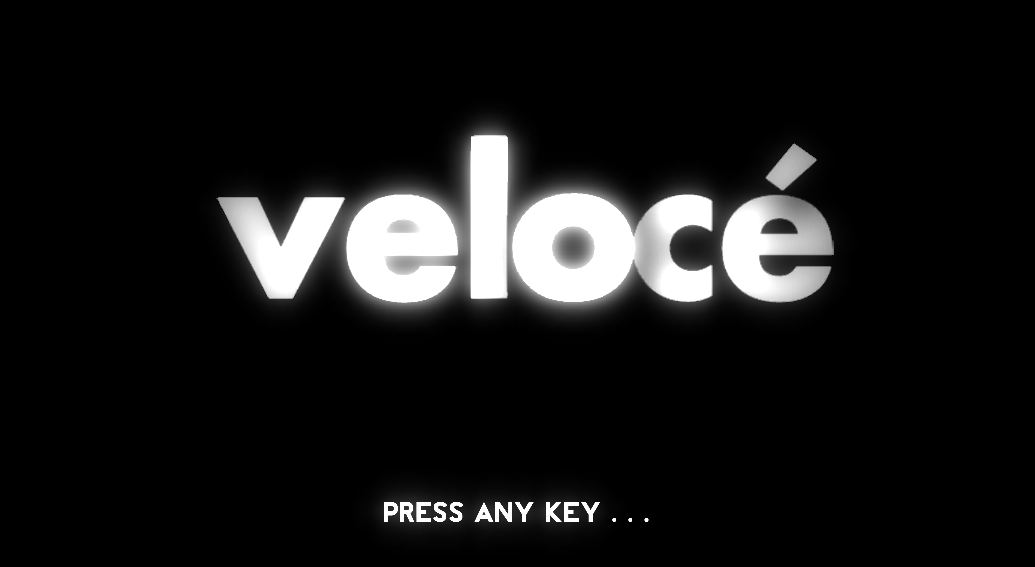 velocé
PRESS ANY KEY . . .